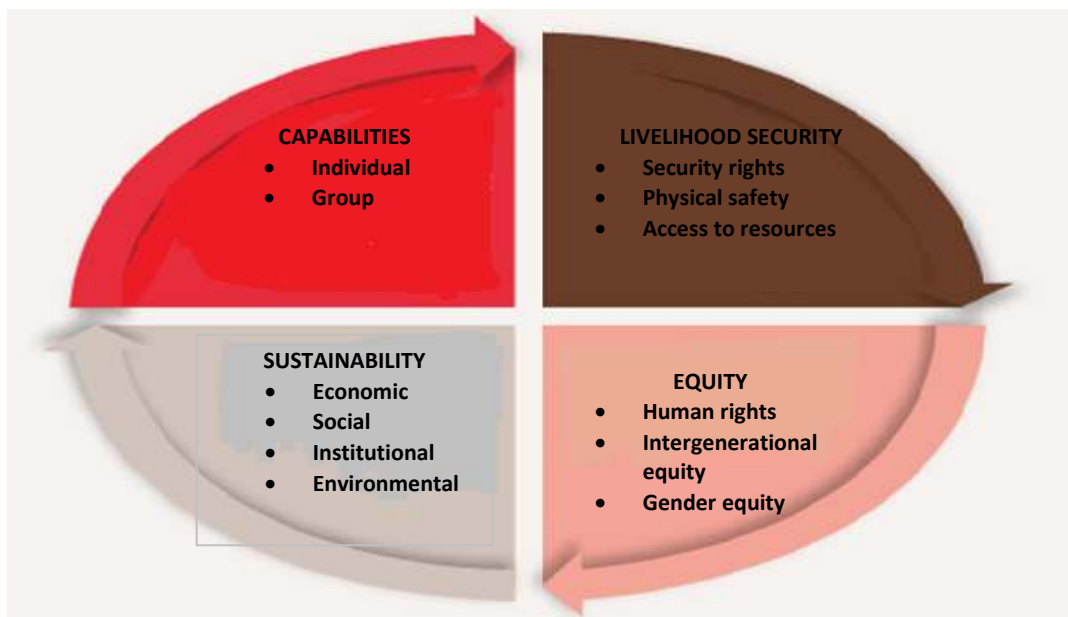 CAPABILITIES
• Individual
• Group
LIVELIHOOD SECURITY
• Security rights
• Physical safety
• Access to resources
SUSTAINABILITY
• Economic
• Social
• Institutional
• Environmental
EQUITY
• Human rights
• Intergenerational
equity
• Gender equity